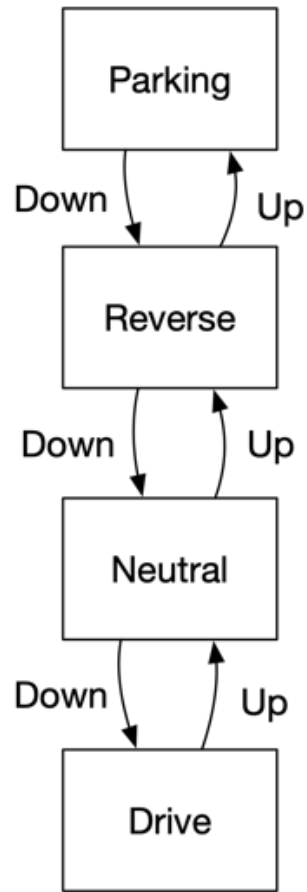 Parking
Down
Up
Reverse
Down
Up
Neutral
Down
Up
Drive